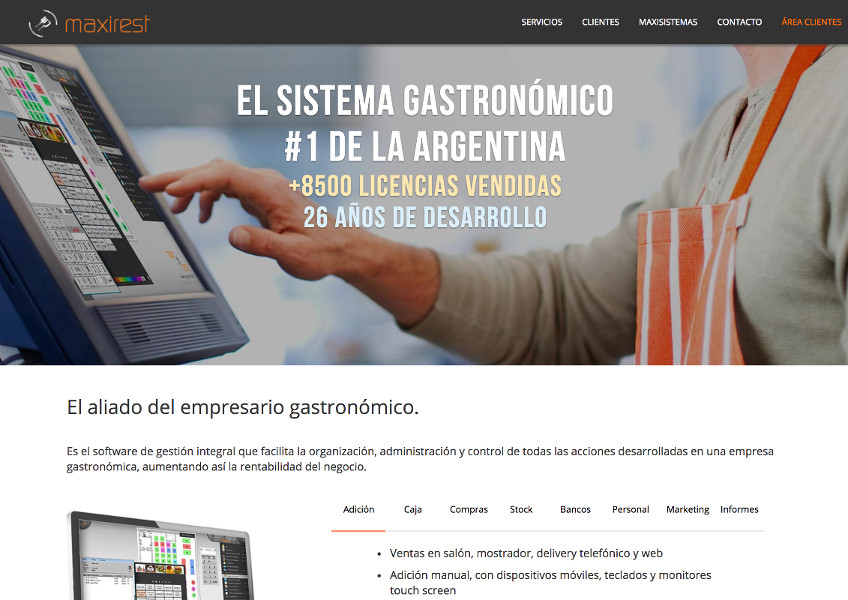 maxirest
SERVICIOS CLIENTES MAXISISTEMAS CONTACTO ÁREA CLIENTES
EL SISTEMA GASTRONÓMICO
#1 DE LA ARGENTINA
+8500 LICENCIAS VENDIDAS
26 AÑOS DE DESARROLLO
El aliado del empresario gastronómico.
Es el software de gestión integral que facilita la organización, administración y control de todas las acciones desarrolladas en una empresa
gastronómica, aumentando así la rentabilidad del negocio.
Adición Caja Compras Stock Bancos Personal Marketing Informes
• Ventas en salón, mostrador, delivery telefónico y web
• Adición manual, con dispositivos móviles, teclados y monitores
touch screen